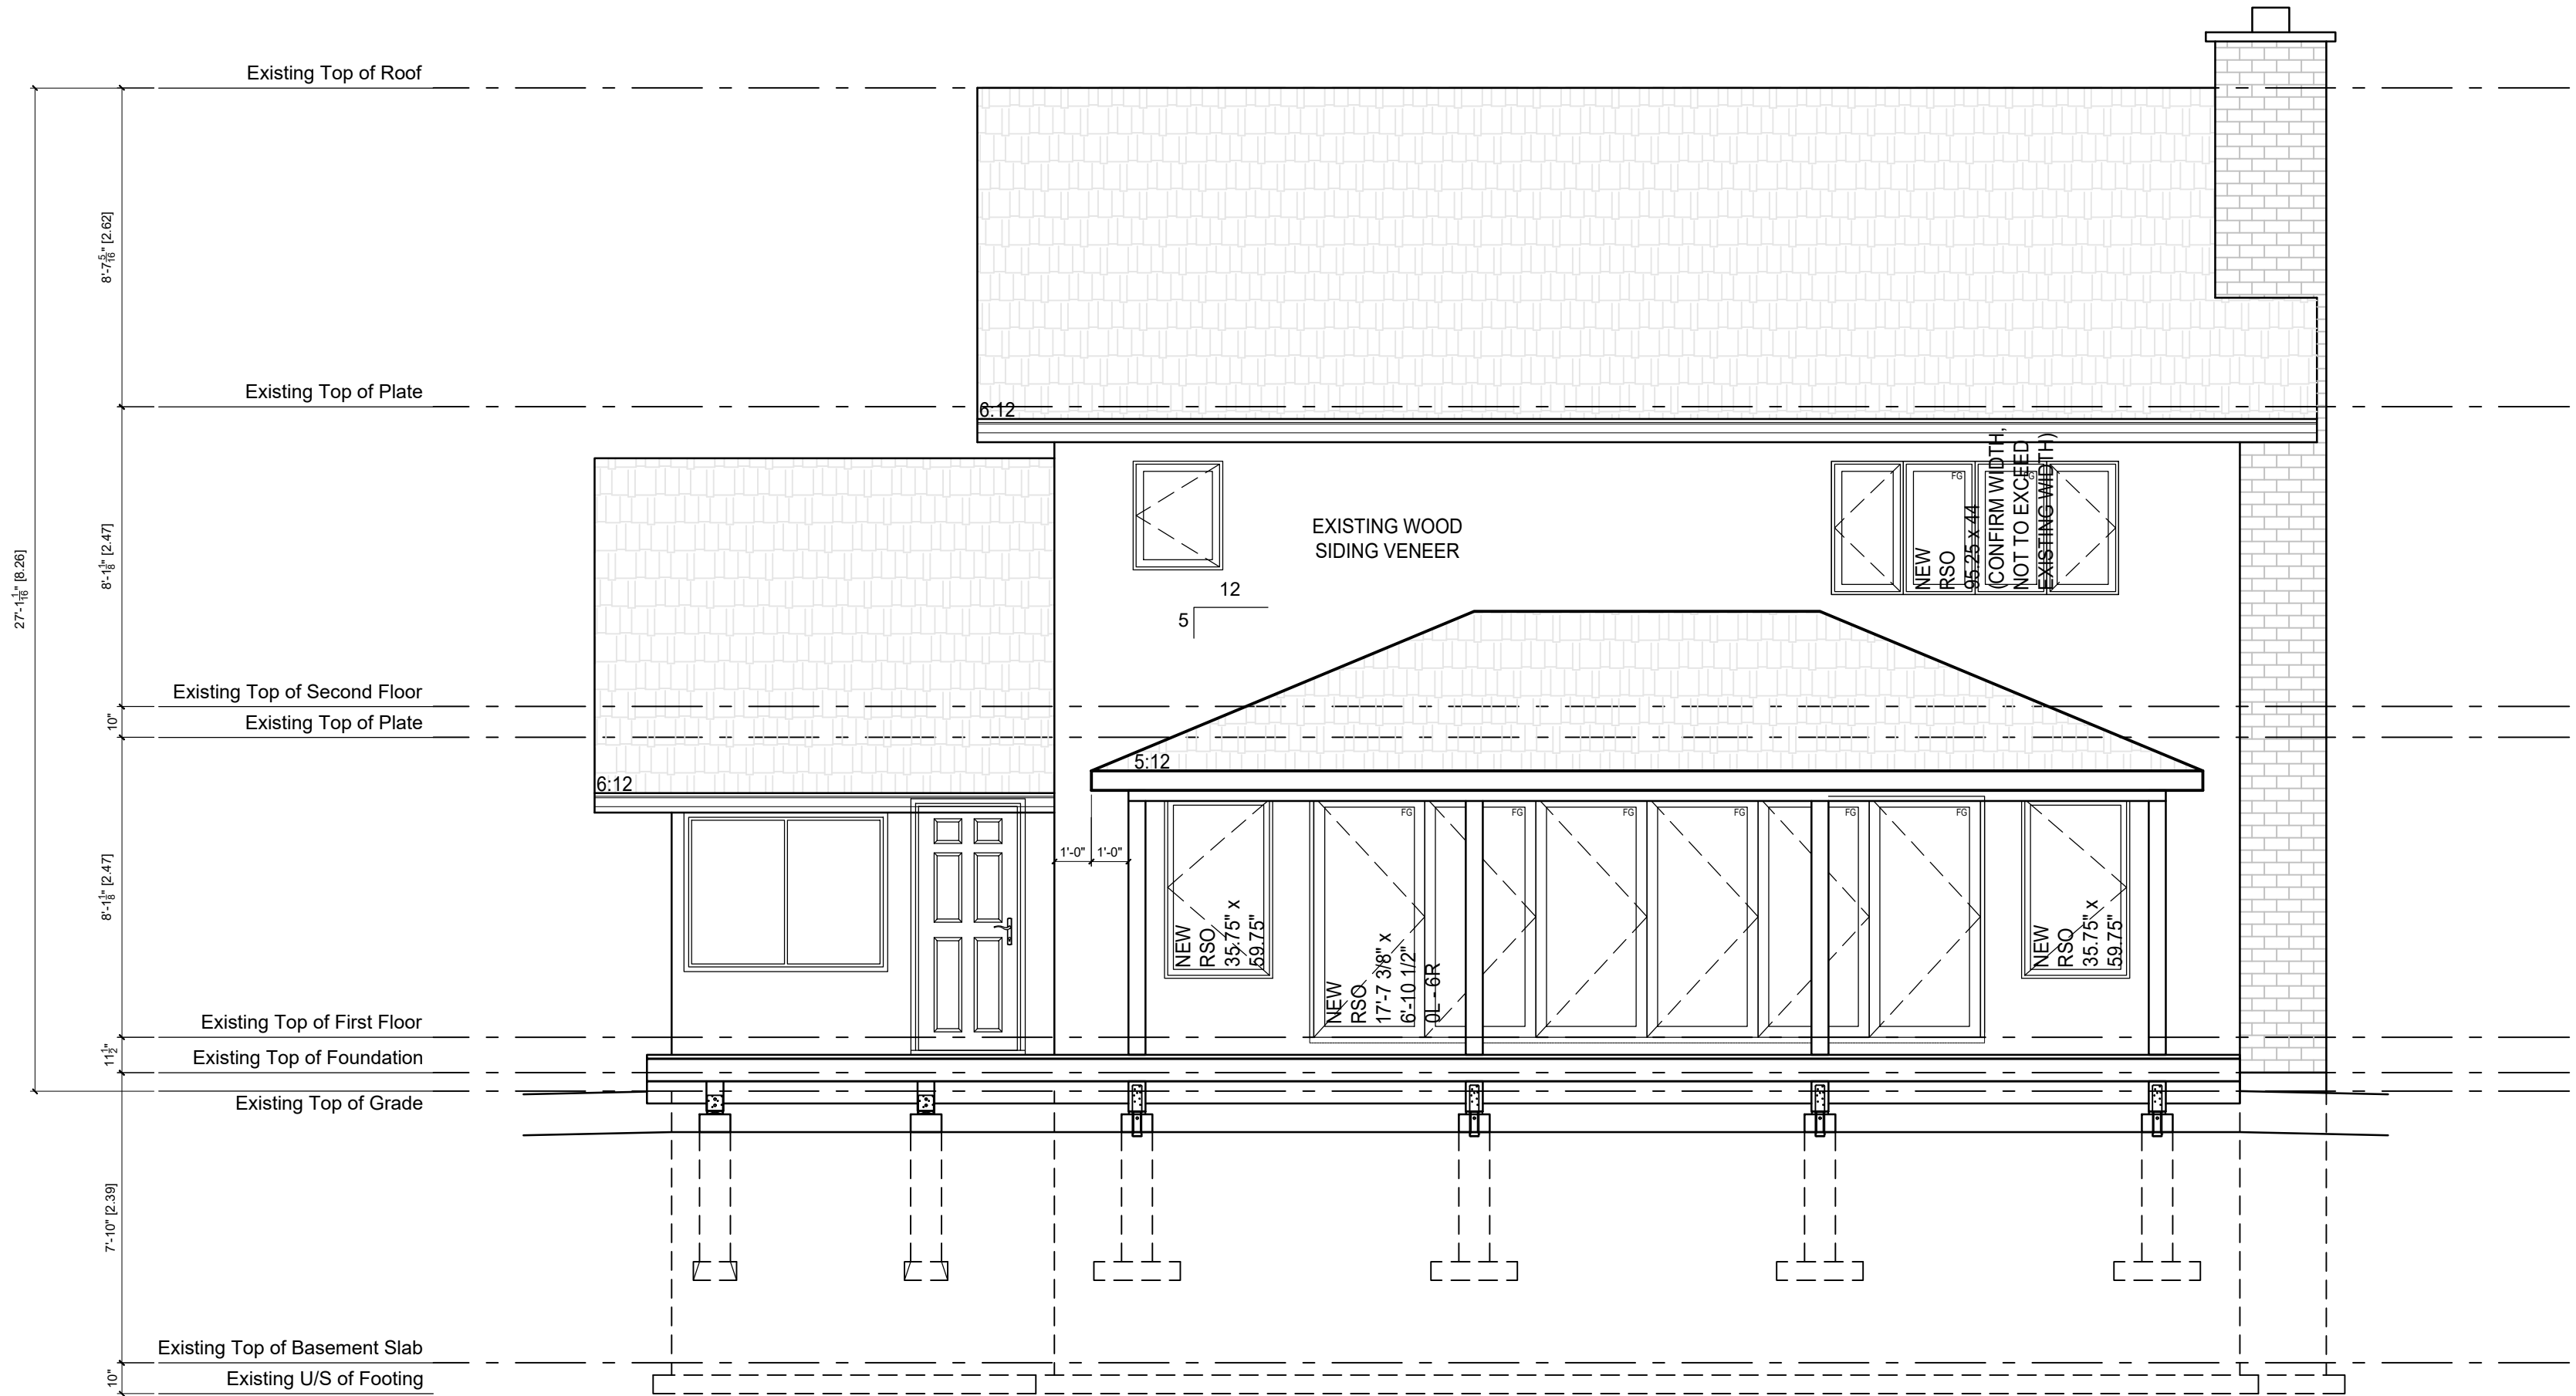 Existing Top of Roof
8'-7 5/16" [2.62]
Existing Top of Plate
6:12
8'-1 1/8" [2.47]
27'-1 1/16" [8.26]
EXISTING WOOD
SIDING VENEER
FG
FG
NEW
RSO
95.25 x 44
(CONFIRM WIDTH,
NOT TO EXCEED
EXISTING WIDTH)
12
5
Existing Top of Second Floor
10"
Existing Top of Plate
5:12
6:12
FG
FG
FG
FG
FG
FG
1'-0"
1'-0"
8'-1 1/8" [2.47]
NEW
RSO
35.75" x
59.75"
NEW
RSO
17'-7 3/8" x
6'-10 1/2"
0L - 6R
NEW
RSO
35.75" x
59.75"
Existing Top of First Floor
11 1/2"
Existing Top of Foundation
Existing Top of Grade
7'-10" [2.39]
Existing Top of Basement Slab
10"
Existing U/S of Footing